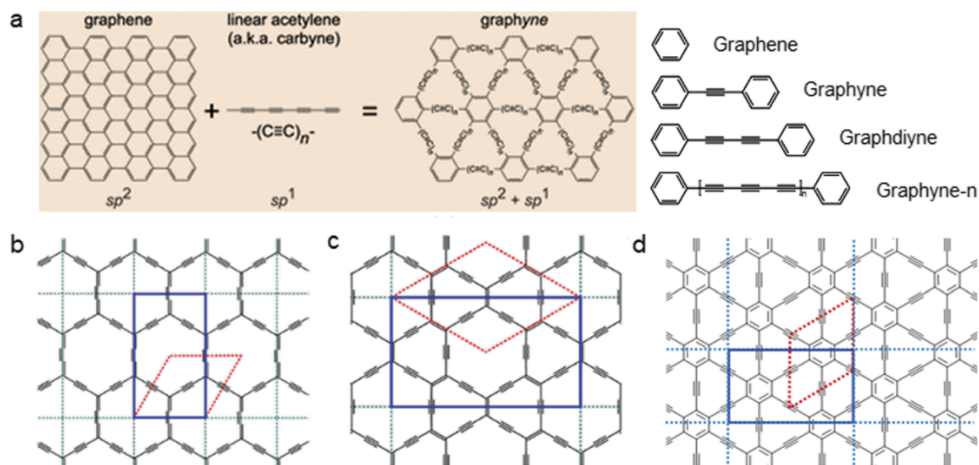 a
graphene
linear acetylene
(a.k.a. carbyne)
graphyne
+
-(C≡C)n-
=
-(C≡C)n-
-(C≡C)n-
-(C≡C)n-
-(C≡C)n-
-(C≡C)n-
-(C≡C)n-
sp²
sp¹
sp² + sp¹
Graphene
Graphyne
Graphdiyne
n
Graphyne-n
b
c
d